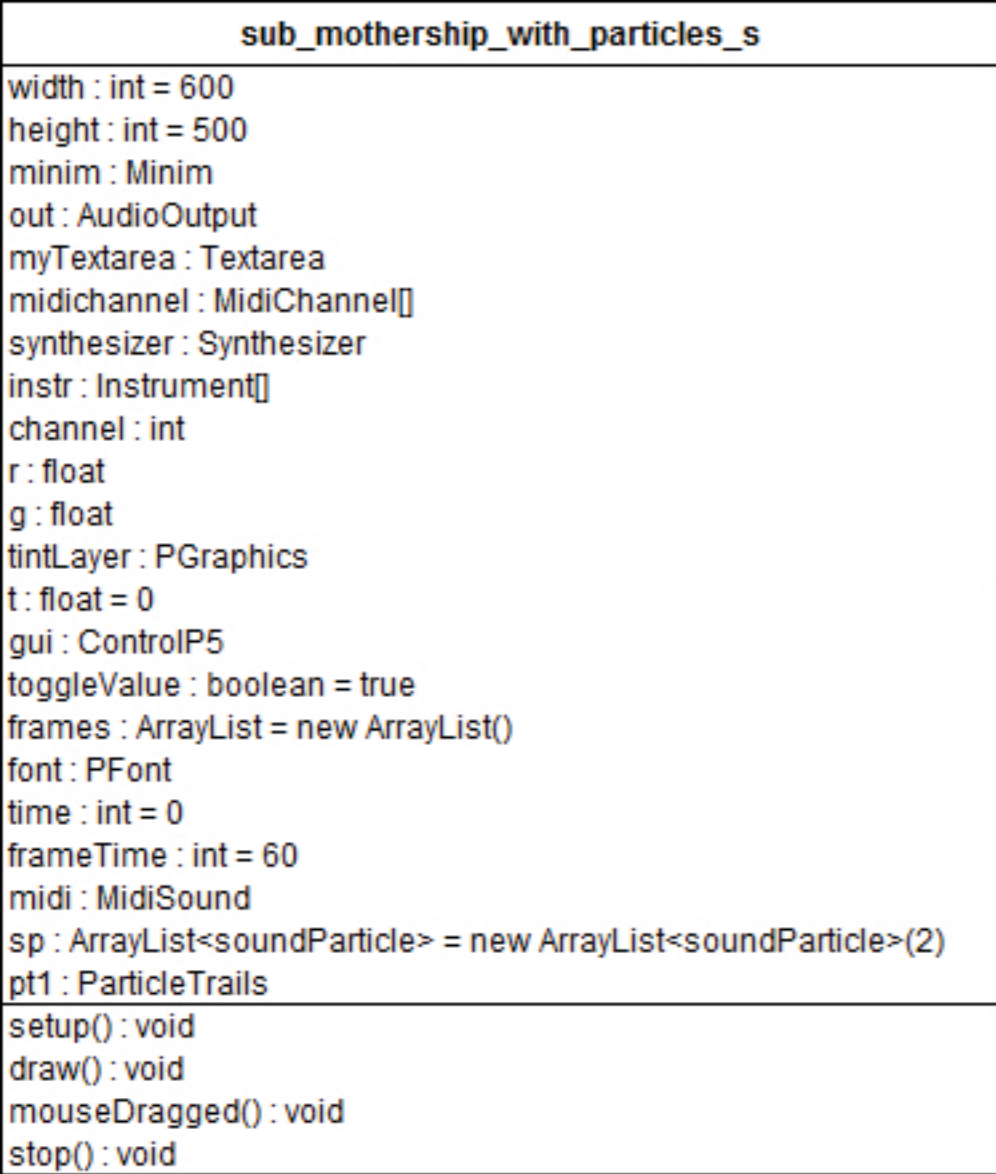 sub_mothership_with_particles_s
width : int = 600
height : int = 500
minim : Minim
out : AudioOutput
myTextarea : Textarea
midichannel : MidiChannel[]
synthesizer : Synthesizer
instr : Instrument[]
channel : int
r : float
g : float
tintLayer : PGraphics
t : float = 0
gui : ControlP5
toggleValue : boolean = true
frames : ArrayList = new ArrayList()
font : PFont
time : int = 0
frameTime : int = 60
midi : MidiSound
sp : ArrayList<soundParticle> = new ArrayList<soundParticle>(2)
pt1 : ParticleTrails
setup() : void
draw() : void
mouseDragged() : void
stop() : void